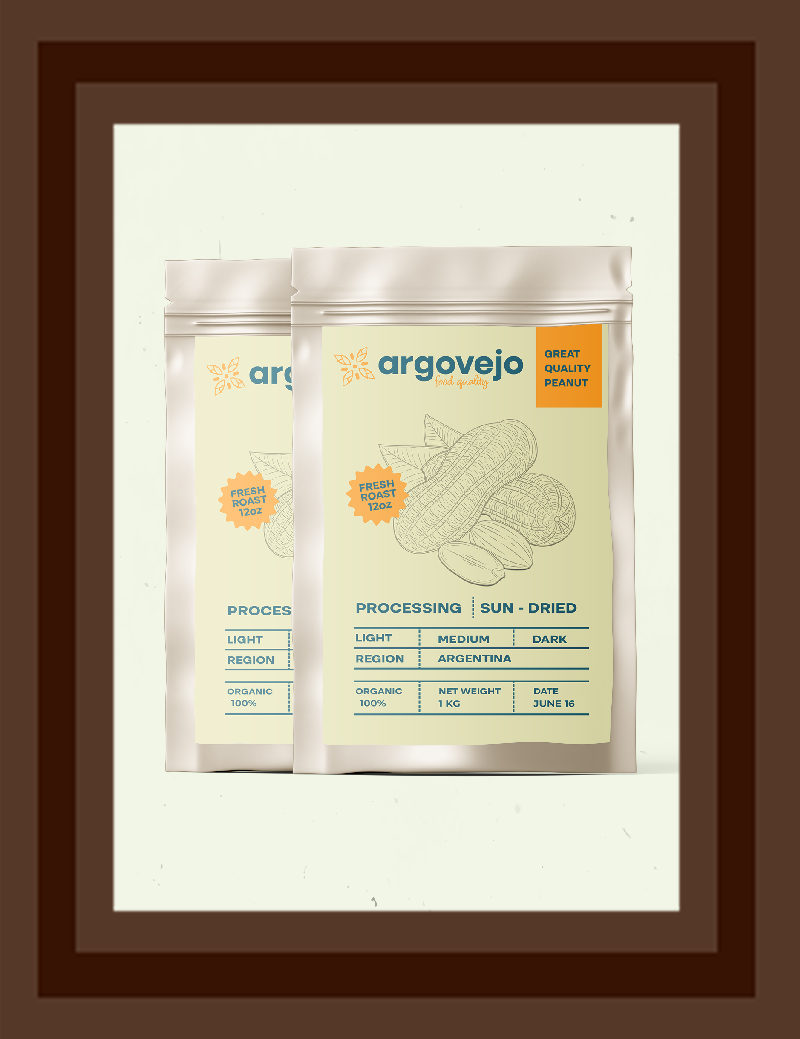 argovejo
food quality
GREAT
QUALITY
PEANUT
FRESH
ROAST
12oz
PROCESSING SUN - DRIED
LIGHT MEDIUM DARK
REGION ARGENTINA
ORGANIC NET WEIGHT DATE
100% 1 KG JUNE 16
arg
FRESH
ROAST
12oz
PROCES
LIGHT
REGION
ORGANIC
100%